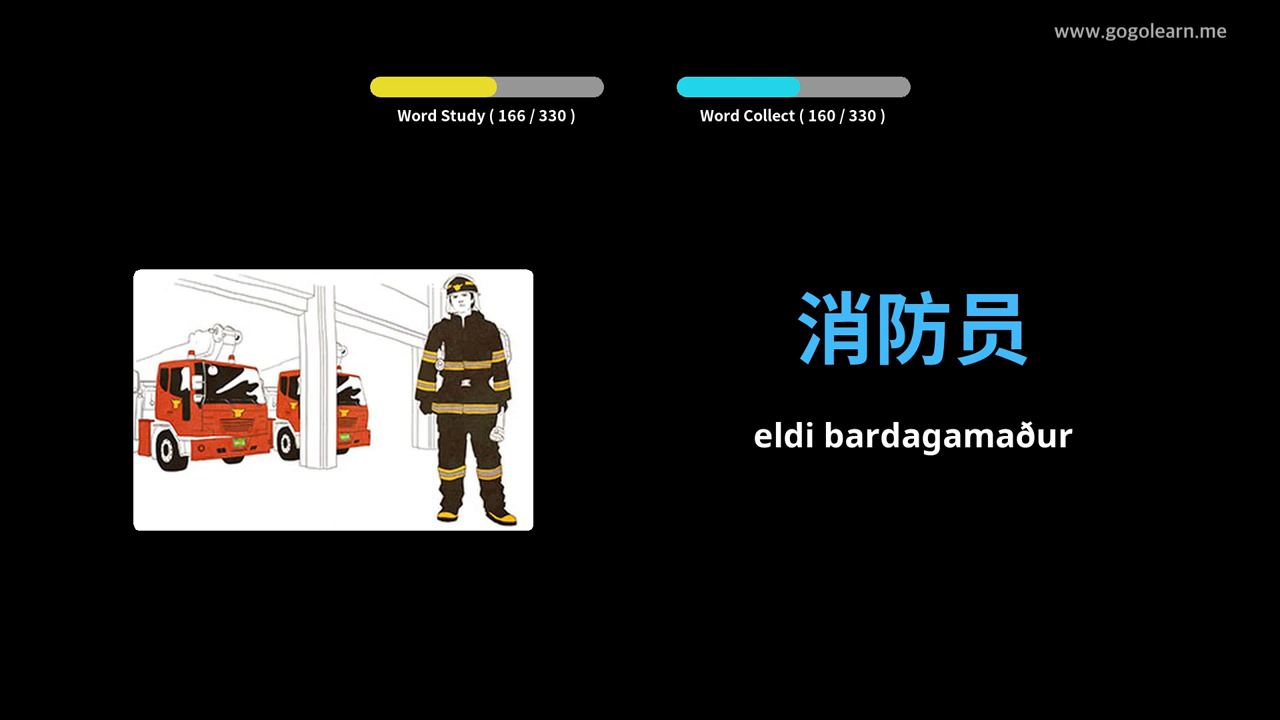 www.gogolearn.me
Word Study ( 166 / 330 )
Word Collect ( 160 / 330 )
消防员
eldi bardagamaður